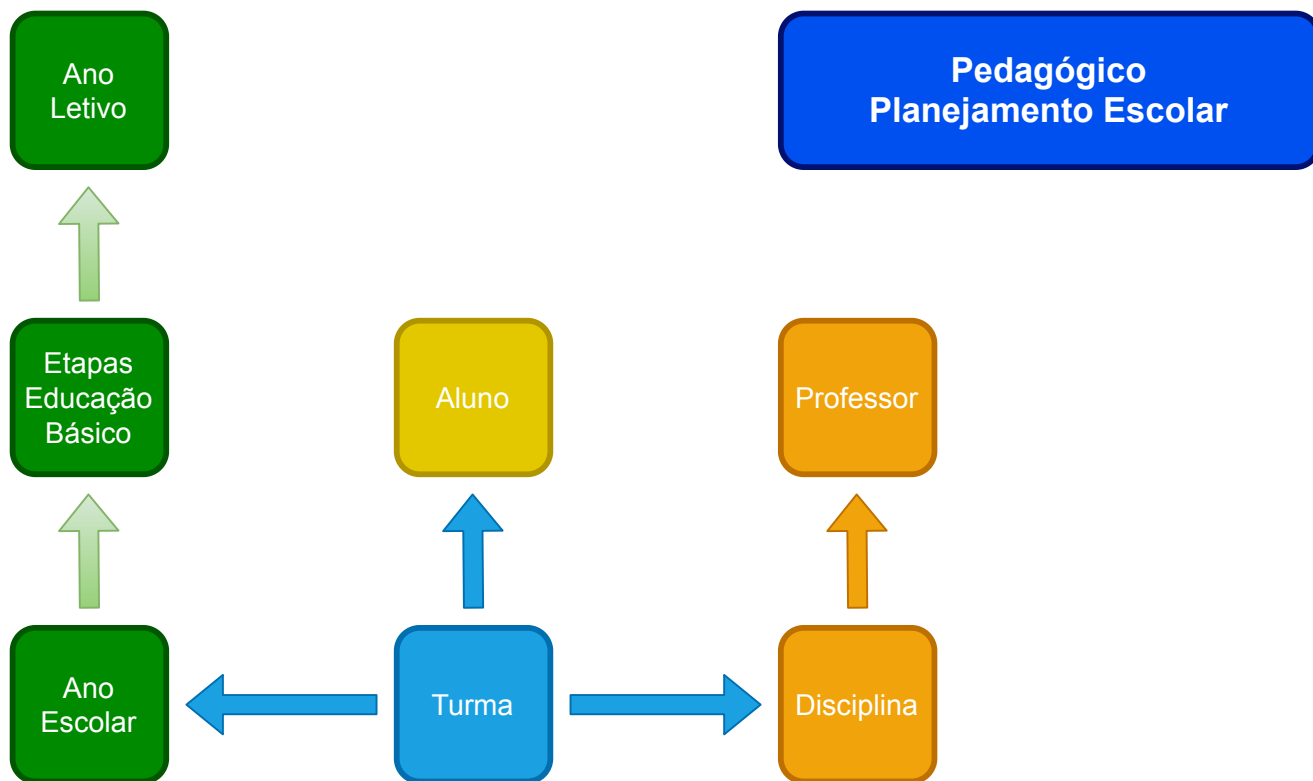 Ano
Letivo
Pedagógico
Planejamento Escolar
Etapas
Educação
Básico
Aluno
Professor
Ano
Escolar
Turma
Disciplina